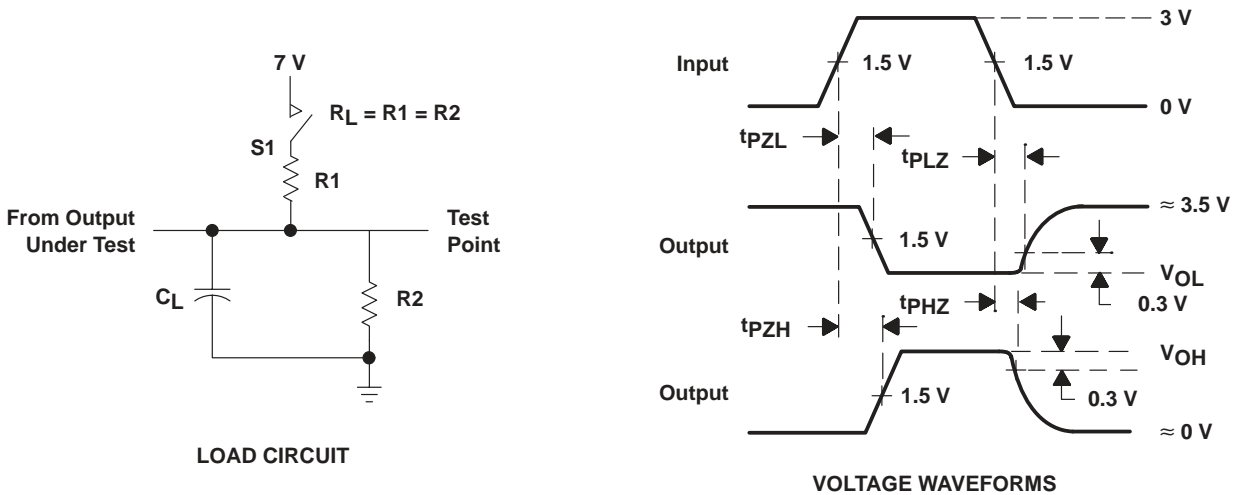 7 V
RL = R1 = R2
S1
R1
From Output
Under Test
Test
Point
CL
R2
LOAD CIRCUIT
3 V
Input
1.5 V
1.5 V
0 V
tPZL
tPLZ
≈ 3.5 V
Output
1.5 V
VOL
0.3 V
tPHZ
tPZH
VOH
Output
1.5 V
0.3 V
≈ 0 V
VOLTAGE WAVEFORMS